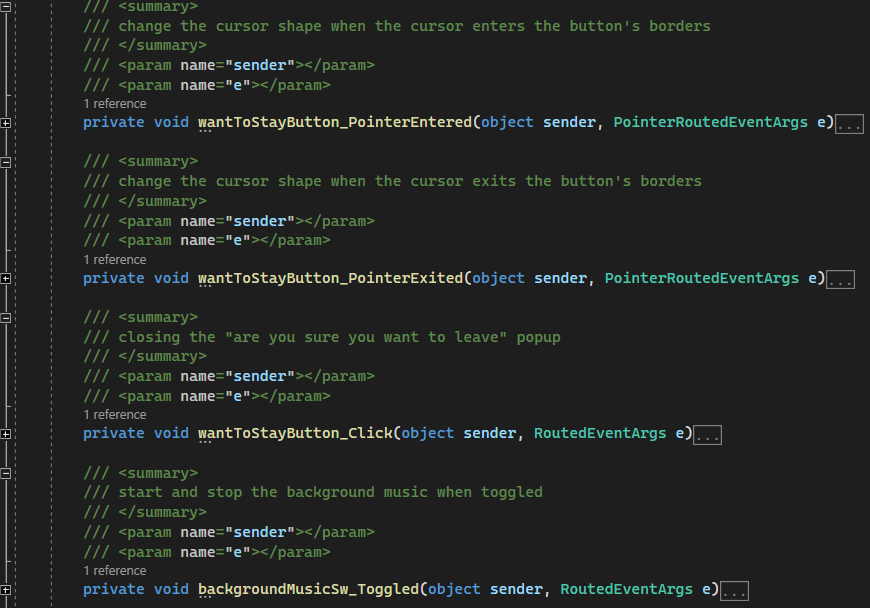 /// <summary>
/// change the cursor shape when the cursor enters the button's borders
/// </summary>
/// <param name="sender"></param>
/// <param name="e"></param>
1 reference
private void wantToStayButton_PointerEntered(object sender, PointerRoutedEventArgs e)...
/// <summary>
/// change the cursor shape when the cursor exits the button's borders
/// </summary>
/// <param name="sender"></param>
/// <param name="e"></param>
1 reference
private void wantToStayButton_PointerExited(object sender, PointerRoutedEventArgs e)...
/// <summary>
/// closing the "are you sure you want to leave" popup
/// </summary>
/// <param name="sender"></param>
/// <param name="e"></param>
1 reference
private void wantToStayButton_Click(object sender, RoutedEventArgs e)...
/// <summary>
/// start and stop the background music when toggled
/// </summary>
/// <param name="sender"></param>
/// <param name="e"></param>
1 reference
private void backgroundMusicSw_Toggled(object sender, RoutedEventArgs e)...